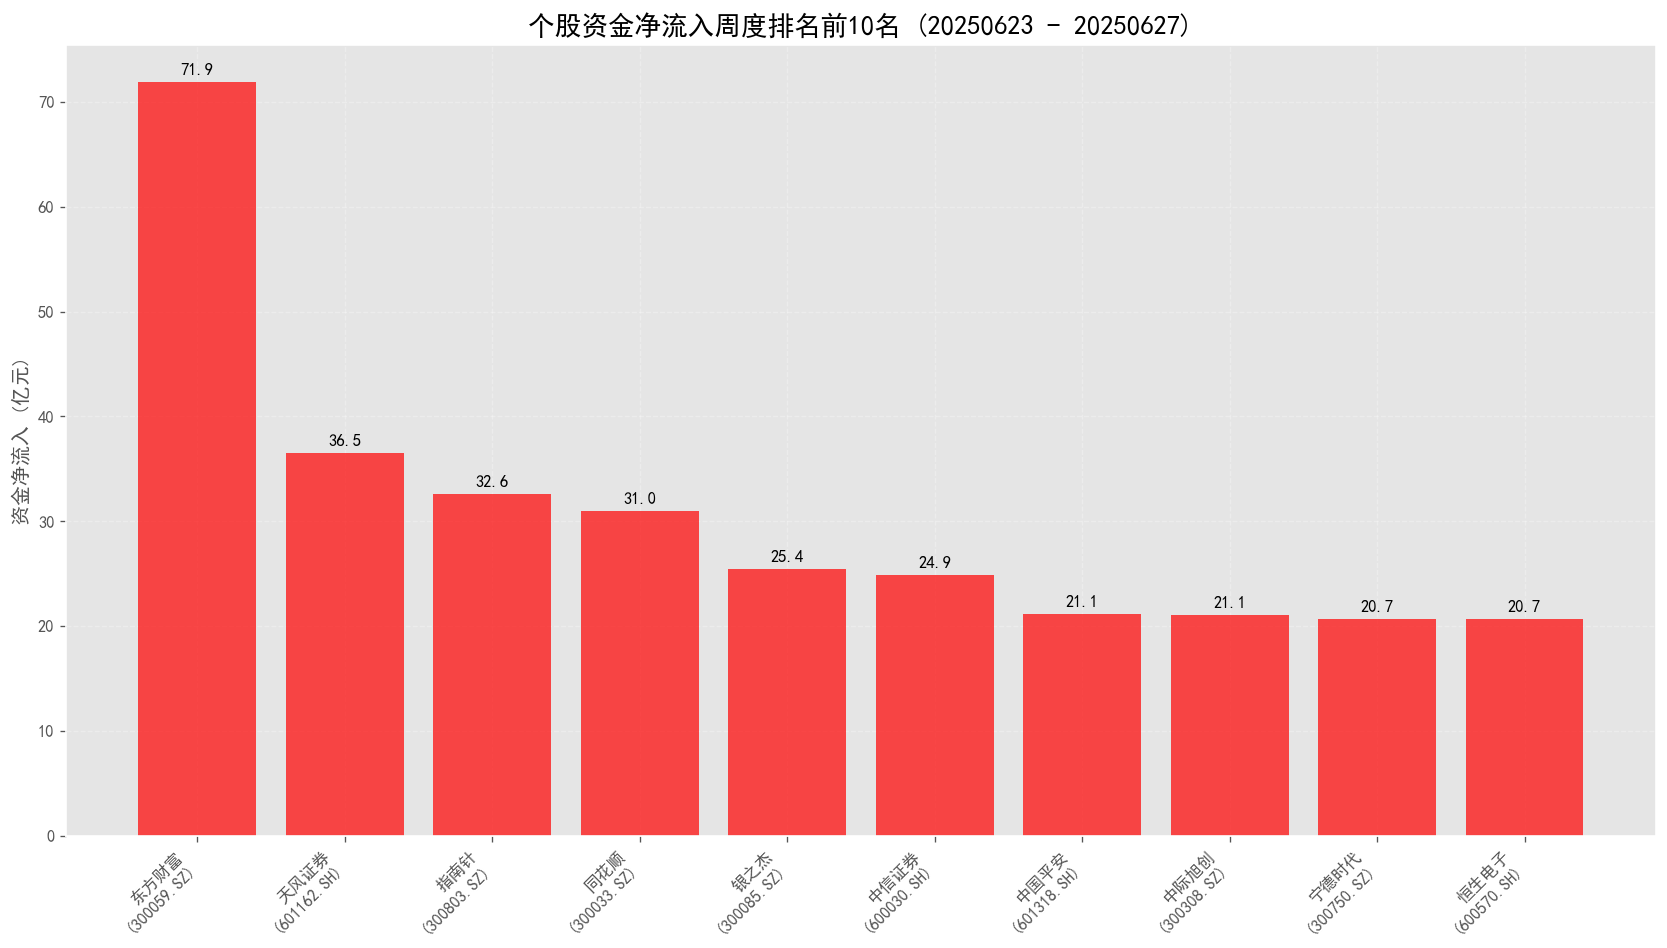 个股资金净流入周度排名前10名 (20250623 - 20250627)
资金净流入 (亿元)
70
60
50
40
30
20
10
0
71.9
36.5
32.6
31.0
25.4
24.9
21.1
21.1
20.7
20.7
东方财富
(300059.SZ)
天风证券
(601162.SH)
指南针
(300803.SZ)
同花顺
(300033.SZ)
银之杰
(300085.SZ)
中信证券
(600030.SH)
中国平安
(601318.SH)
中际旭创
(300308.SZ)
宁德时代
(300750.SZ)
恒生电子
(600570.SH)